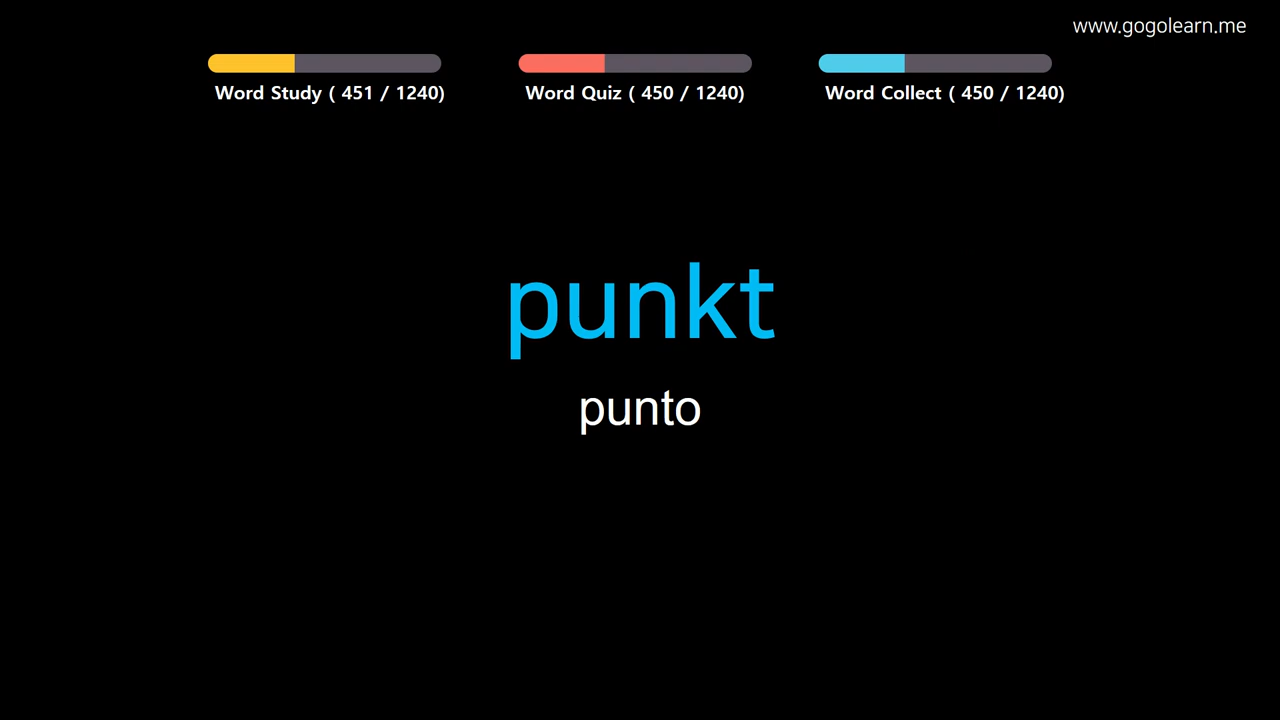 www.gogolearn.me
Word Study ( 451 / 1240)
Word Quiz ( 450 / 1240)
Word Collect ( 450 / 1240)
punkt
punto